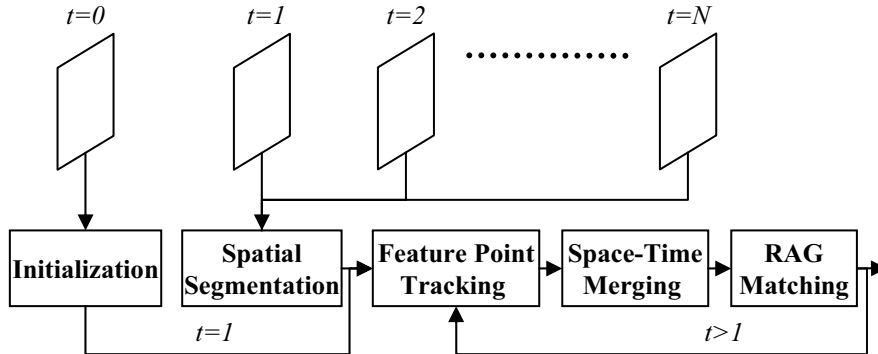 t=0
t=1
t=2
t=N
Initialization
Spatial
Segmentation
Feature Point
Tracking
Space-Time
Merging
RAG
Matching
t=1
t>1